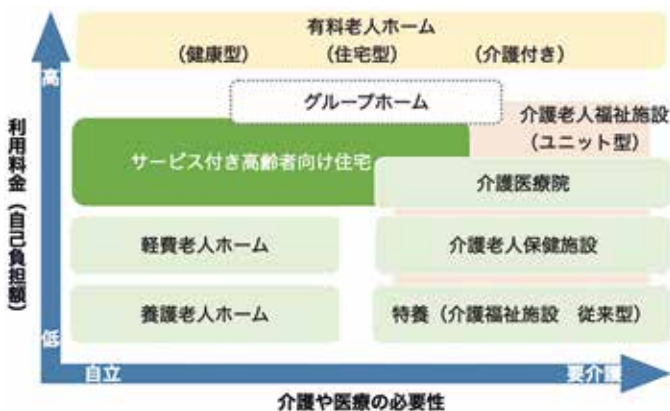 有料老人ホーム
（健康型）　（住宅型）　（介護付き）
高
グループホーム
介護老人福祉施設
（ユニット型）
サービス付き高齢者向け住宅
介護医療院
利用料金（自己負担額）
軽費老人ホーム
介護老人保健施設
養護老人ホーム
特養（介護福祉施設　従来型）
低
自立
要介護
介護や医療の必要性